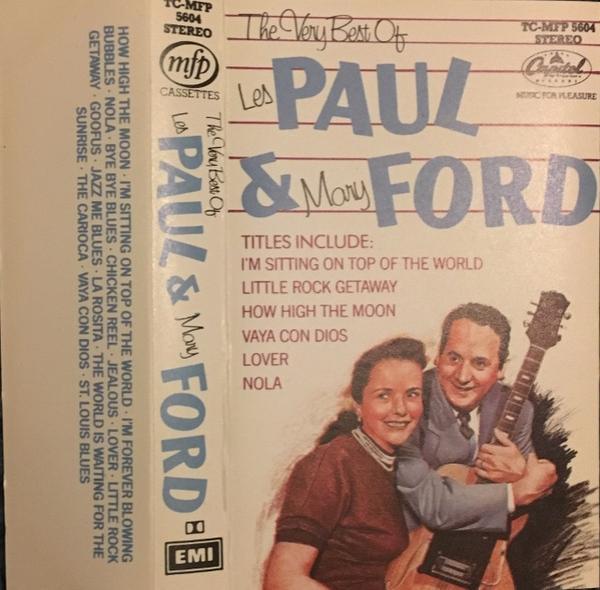 HOW HIGH THE MOON · I'M SITTING ON TOP OF THE WORLD · I'M FOREVER BLOWING
BUBBLES · NOLA · BYE BYE BLUES · CHICKEN REEL · JEALOUS · LOVER · LITTLE ROCK
GETAWAY · GOOFUS · JAZZ ME BLUES · LA ROSITA · THE WORLD IS WAITING FOR THE
SUNRISE · THE CARIOCA · VAYA CON DIOS · ST. LOUIS BLUES
TC-MFP
5604
STEREO
mfp
CASSETTES
The Very Best Of
Les PAUL & Mary FORD
EMI
The Very Best Of
Les PAUL
& Mary FORD
TC-MFP 5604
STEREO
Capitol
MUSIC FOR PLEASURE
TITLES INCLUDE:
I'M SITTING ON TOP OF THE WORLD
LITTLE ROCK GETAWAY
HOW HIGH THE MOON
VAYA CON DIOS
LOVER
NOLA